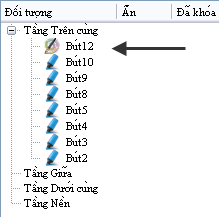 Đối tượng Ẩn Đã khóa
Tầng Trên cùng
Bút12
Bút10
Bút9
Bút8
Bút5
Bút4
Bút3
Bút2
Tầng Giữa
Tầng Dưới cùng
Tầng Nền